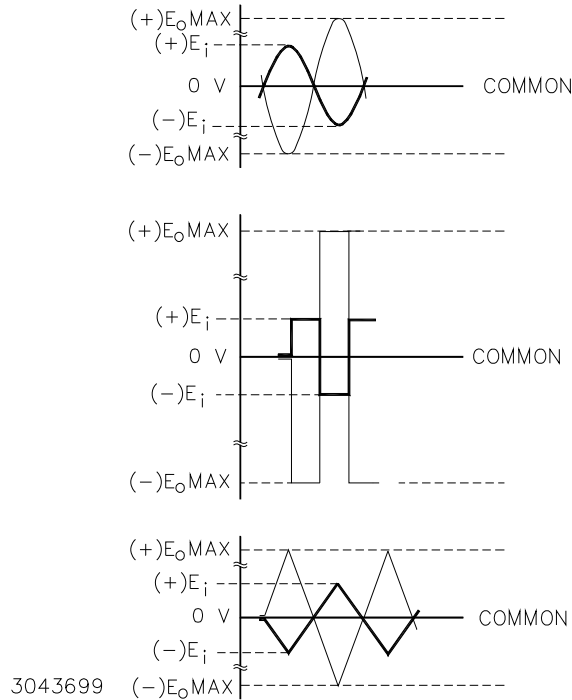 (+)EoMAX
(+)Ei
0 V COMMON
(-)Ei
(-)EoMAX
(+)EoMAX
(+)Ei
0 V COMMON
(-)Ei
(-)EoMAX
(+)EoMAX
(+)Ei
0 V COMMON
(-)Ei
3043699 (-)EoMAX